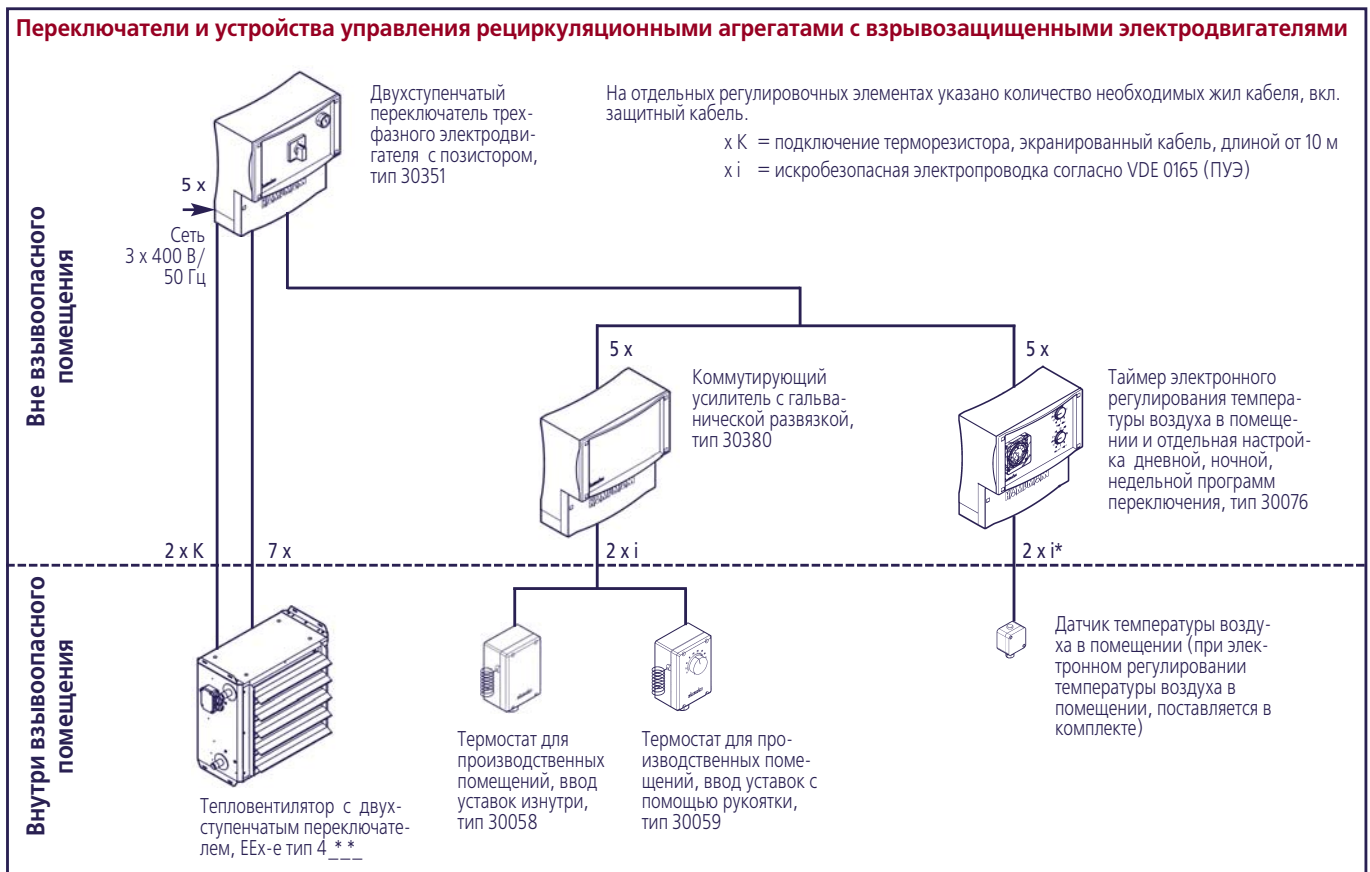 Переключатели и устройства управления рециркуляционными агрегатами с взрывозащищенными электродвигателями
Двухступенчатый
переключатель трех-
фазного электродви-
гателя с позистором,
тип 30351
На отдельных регулировочных элементах указано количество необходимых жил кабеля, вкл.
защитный кабель.
x K = подключение терморезистора, экранированный кабель, длиной от 10 м
x i = искробезопасная электропроводка согласно VDE 0165 (ПУЭ)
5 x
Сеть
3 x 400 В/
50 Гц
Вне взывоопасного
помещения
5 x
Коммутирующий
усилитель с гальва-
нической развязкой,
тип 30380
5 x
Таймер электронного
регулирования темпера-
туры воздуха в помеще-
нии и отдельная настрой-
ка дневной, ночной,
недельной программ
переключения, тип 30076
2 x K
7 x
2 x i
2 x i*
Внутри взывоопасного
помещения
Тепловентилятор с двух-
ступенчатым переключате-
лем, EEx-e тип 4_*_*_
Термостат для
производственных
помещений, ввод
уставок изнутри,
тип 30058
Термостат для про-
изводственных поме-
щений, ввод уставок с
помощью рукоятки,
тип 30059
Датчик температуры возду-
ха в помещении (при элек-
тронном регулировании
температуры воздуха в
помещении, поставляется в
комплекте)